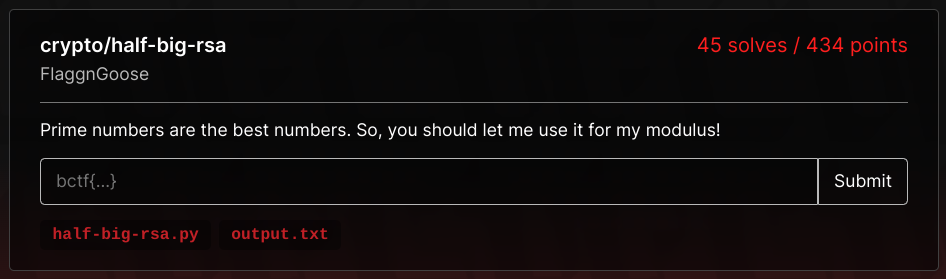 crypto/half-big-rsa
45 solves / 434 points
FlaggnGoose
Prime numbers are the best numbers. So, you should let me use it for my modulus!
bctf{...}
Submit
half-big-rsa.py
output.txt